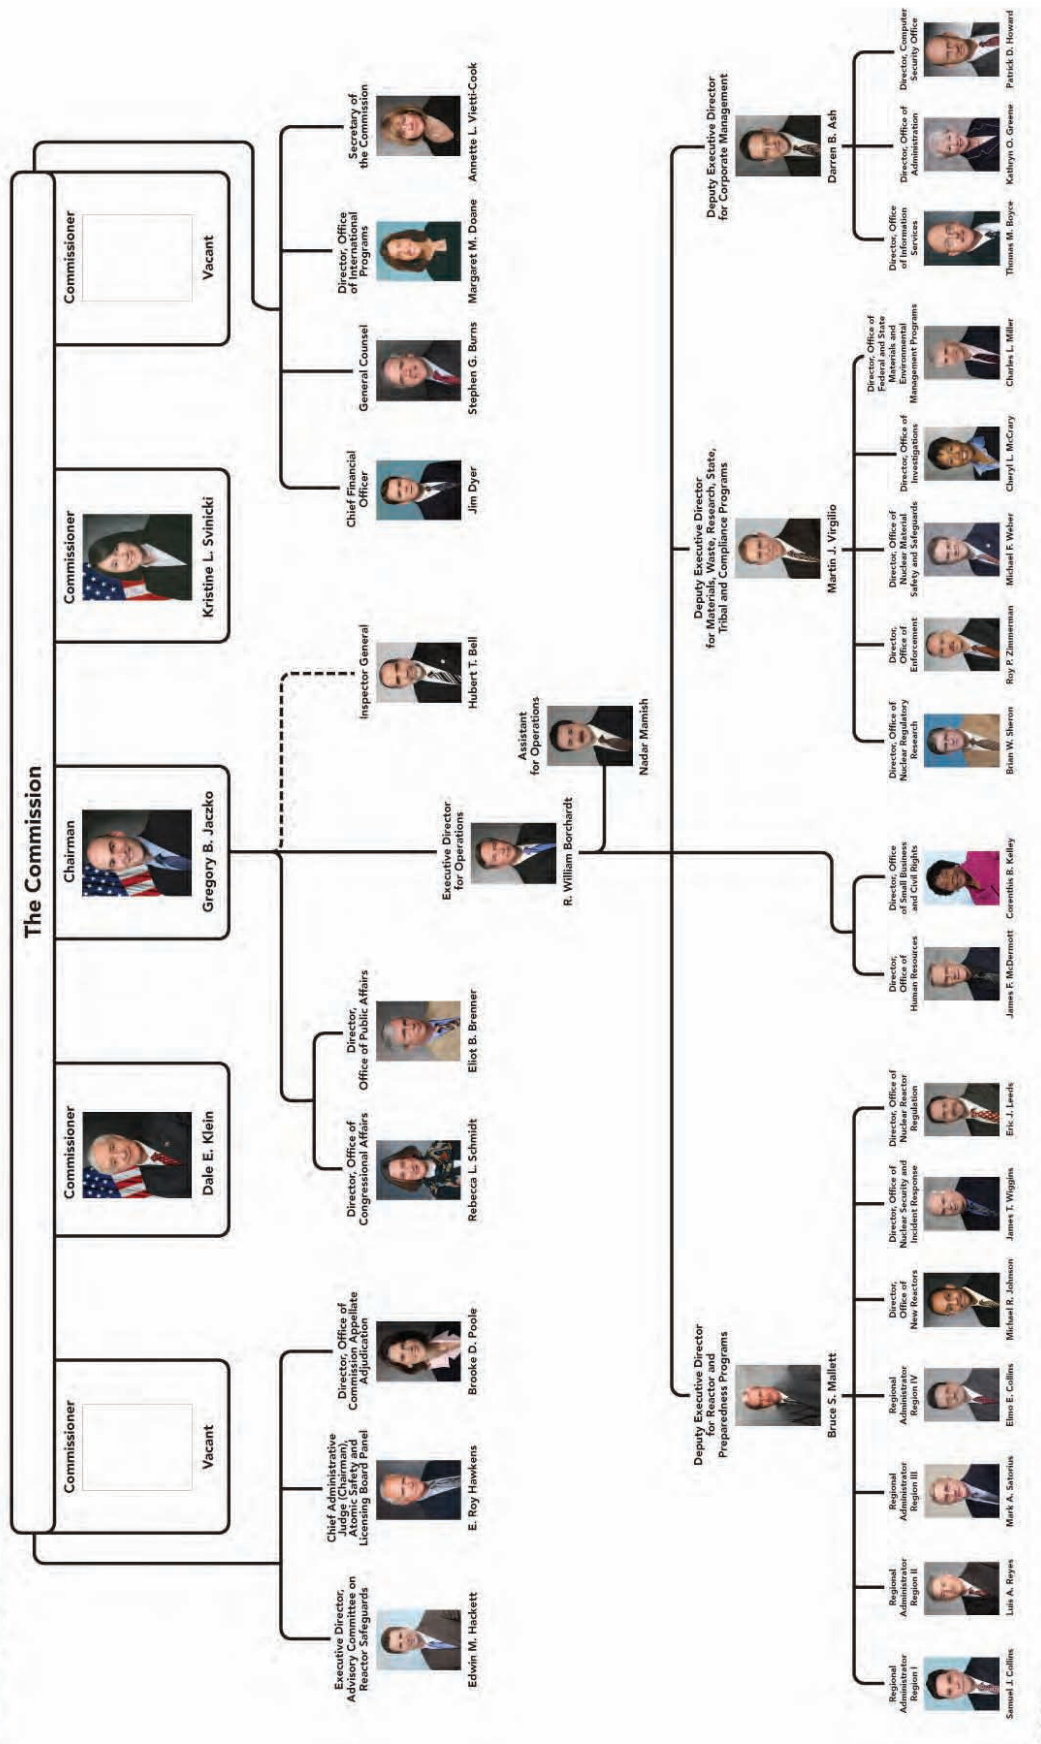 The Commission
Commissioner
Vacant
Commissioner
Dale E. Klein
Chairman
Gregory B. Jaczko
Commissioner
Kristine L. Svinicki
Commissioner
Vacant
Executive Director,
Advisory Committee on
Reactor Safeguards
Edwin M. Hackett
Chief Administrative
Judge (Chairman),
Atomic Safety and
Licensing Board Panel
E. Roy Hawkens
Director, Office of
Commission Appellate
Adjudication
Brooke D. Poole
Director, Office of
Congressional Affairs
Rebecca L. Schmidt
Director,
Office of Public Affairs
Eliot B. Brenner
Inspector General
Hubert T. Bell
Chief Financial
Officer
Jim Dyer
General Counsel
Stephen G. Burns
Director, Office
of International
Programs
Margaret M. Doane
Secretary of
the Commission
Annette L. Vietti-Cook
Executive Director
for Operations
R. William Borchardt
Assistant
for Operations
Nadar Mamish
Deputy Executive Director
for Reactor and
Preparedness Programs
Bruce S. Mallett
Deputy Executive Director
for Materials, Waste, Research, State,
Tribal and Compliance Programs
Martin J. Virgilio
Deputy Executive Director
for Corporate Management
Darren B. Ash
Regional
Administrator
Region I
Samuel J. Collins
Regional
Administrator
Region II
Luis A. Reyes
Regional
Administrator
Region III
Mark A. Satorius
Regional
Administrator
Region IV
Elmo E. Collins
Director,
Office of
New Reactors
Michael R. Johnson
Director, Office of
Nuclear Security and
Incident Response
James T. Wiggins
Director, Office of
Nuclear Reactor
Regulation
Eric J. Leeds
Director,
Office of
Human Resources
James F. McDermott
Director, Office
of Small Business
and Civil Rights
Corenthis B. Kelley
Director, Office of
Nuclear Regulatory
Research
Brian W. Sheron
Director,
Office of
Enforcement
Roy P. Zimmerman
Director, Office of
Nuclear Material
Safety and Safeguards
Michael F. Weber
Director, Office of
Investigations
Cheryl L. McCrary
Director, Office of
Federal and State
Materials and
Environmental
Management Programs
Charles L. Miller
Director, Office
of Information
Services
Thomas M. Boyce
Director, Office of
Administration
Kathryn O. Greene
Director, Computer
Security Office
Patrick D. Howard